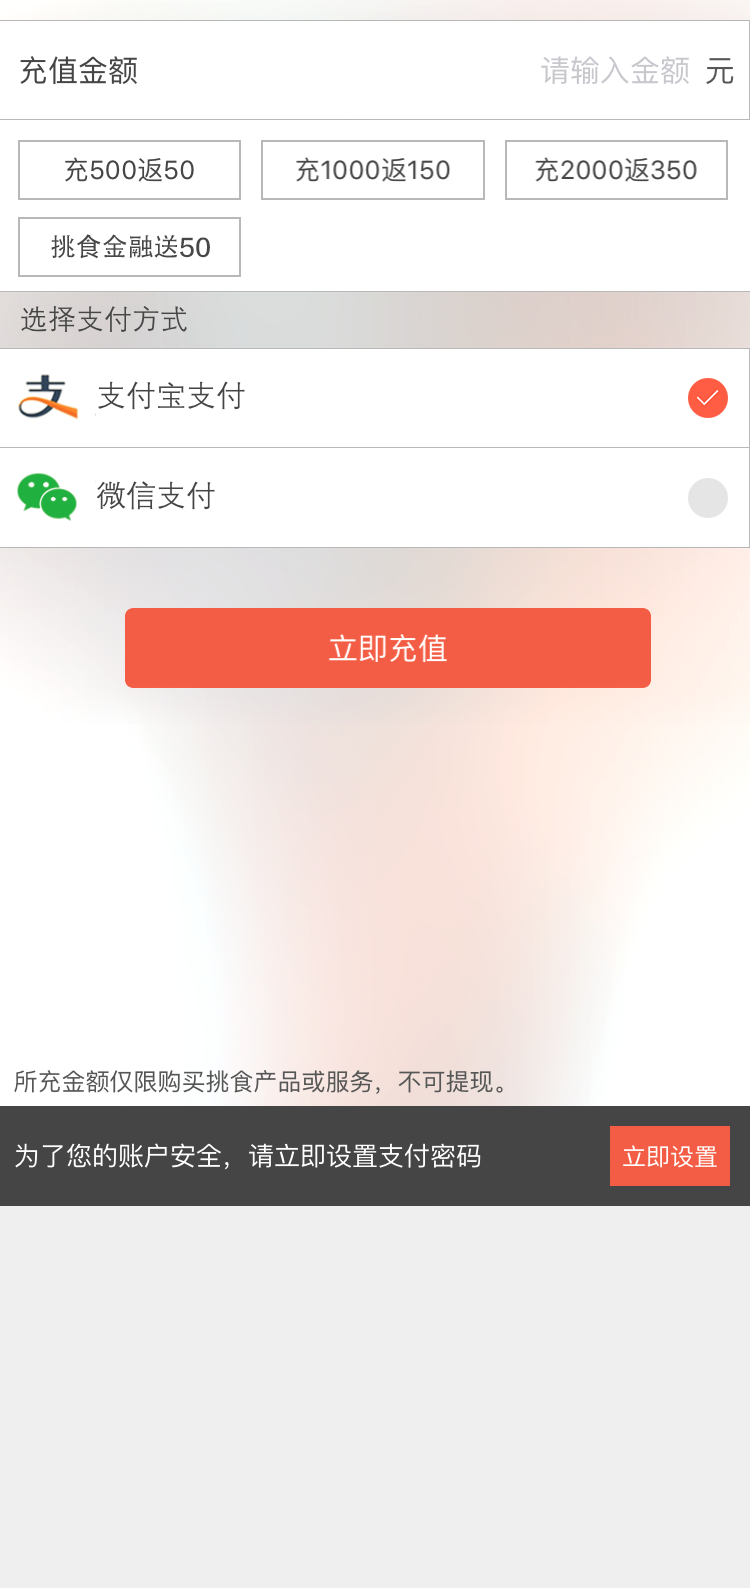 充值金额 请输入金额 元
充500返50 充1000返150 充2000返350
挑食金融送50
选择支付方式
支付宝支付
微信支付
立即充值
所充金额仅限购买挑食产品或服务，不可提现。
为了您的账户安全，请立即设置支付密码 立即设置